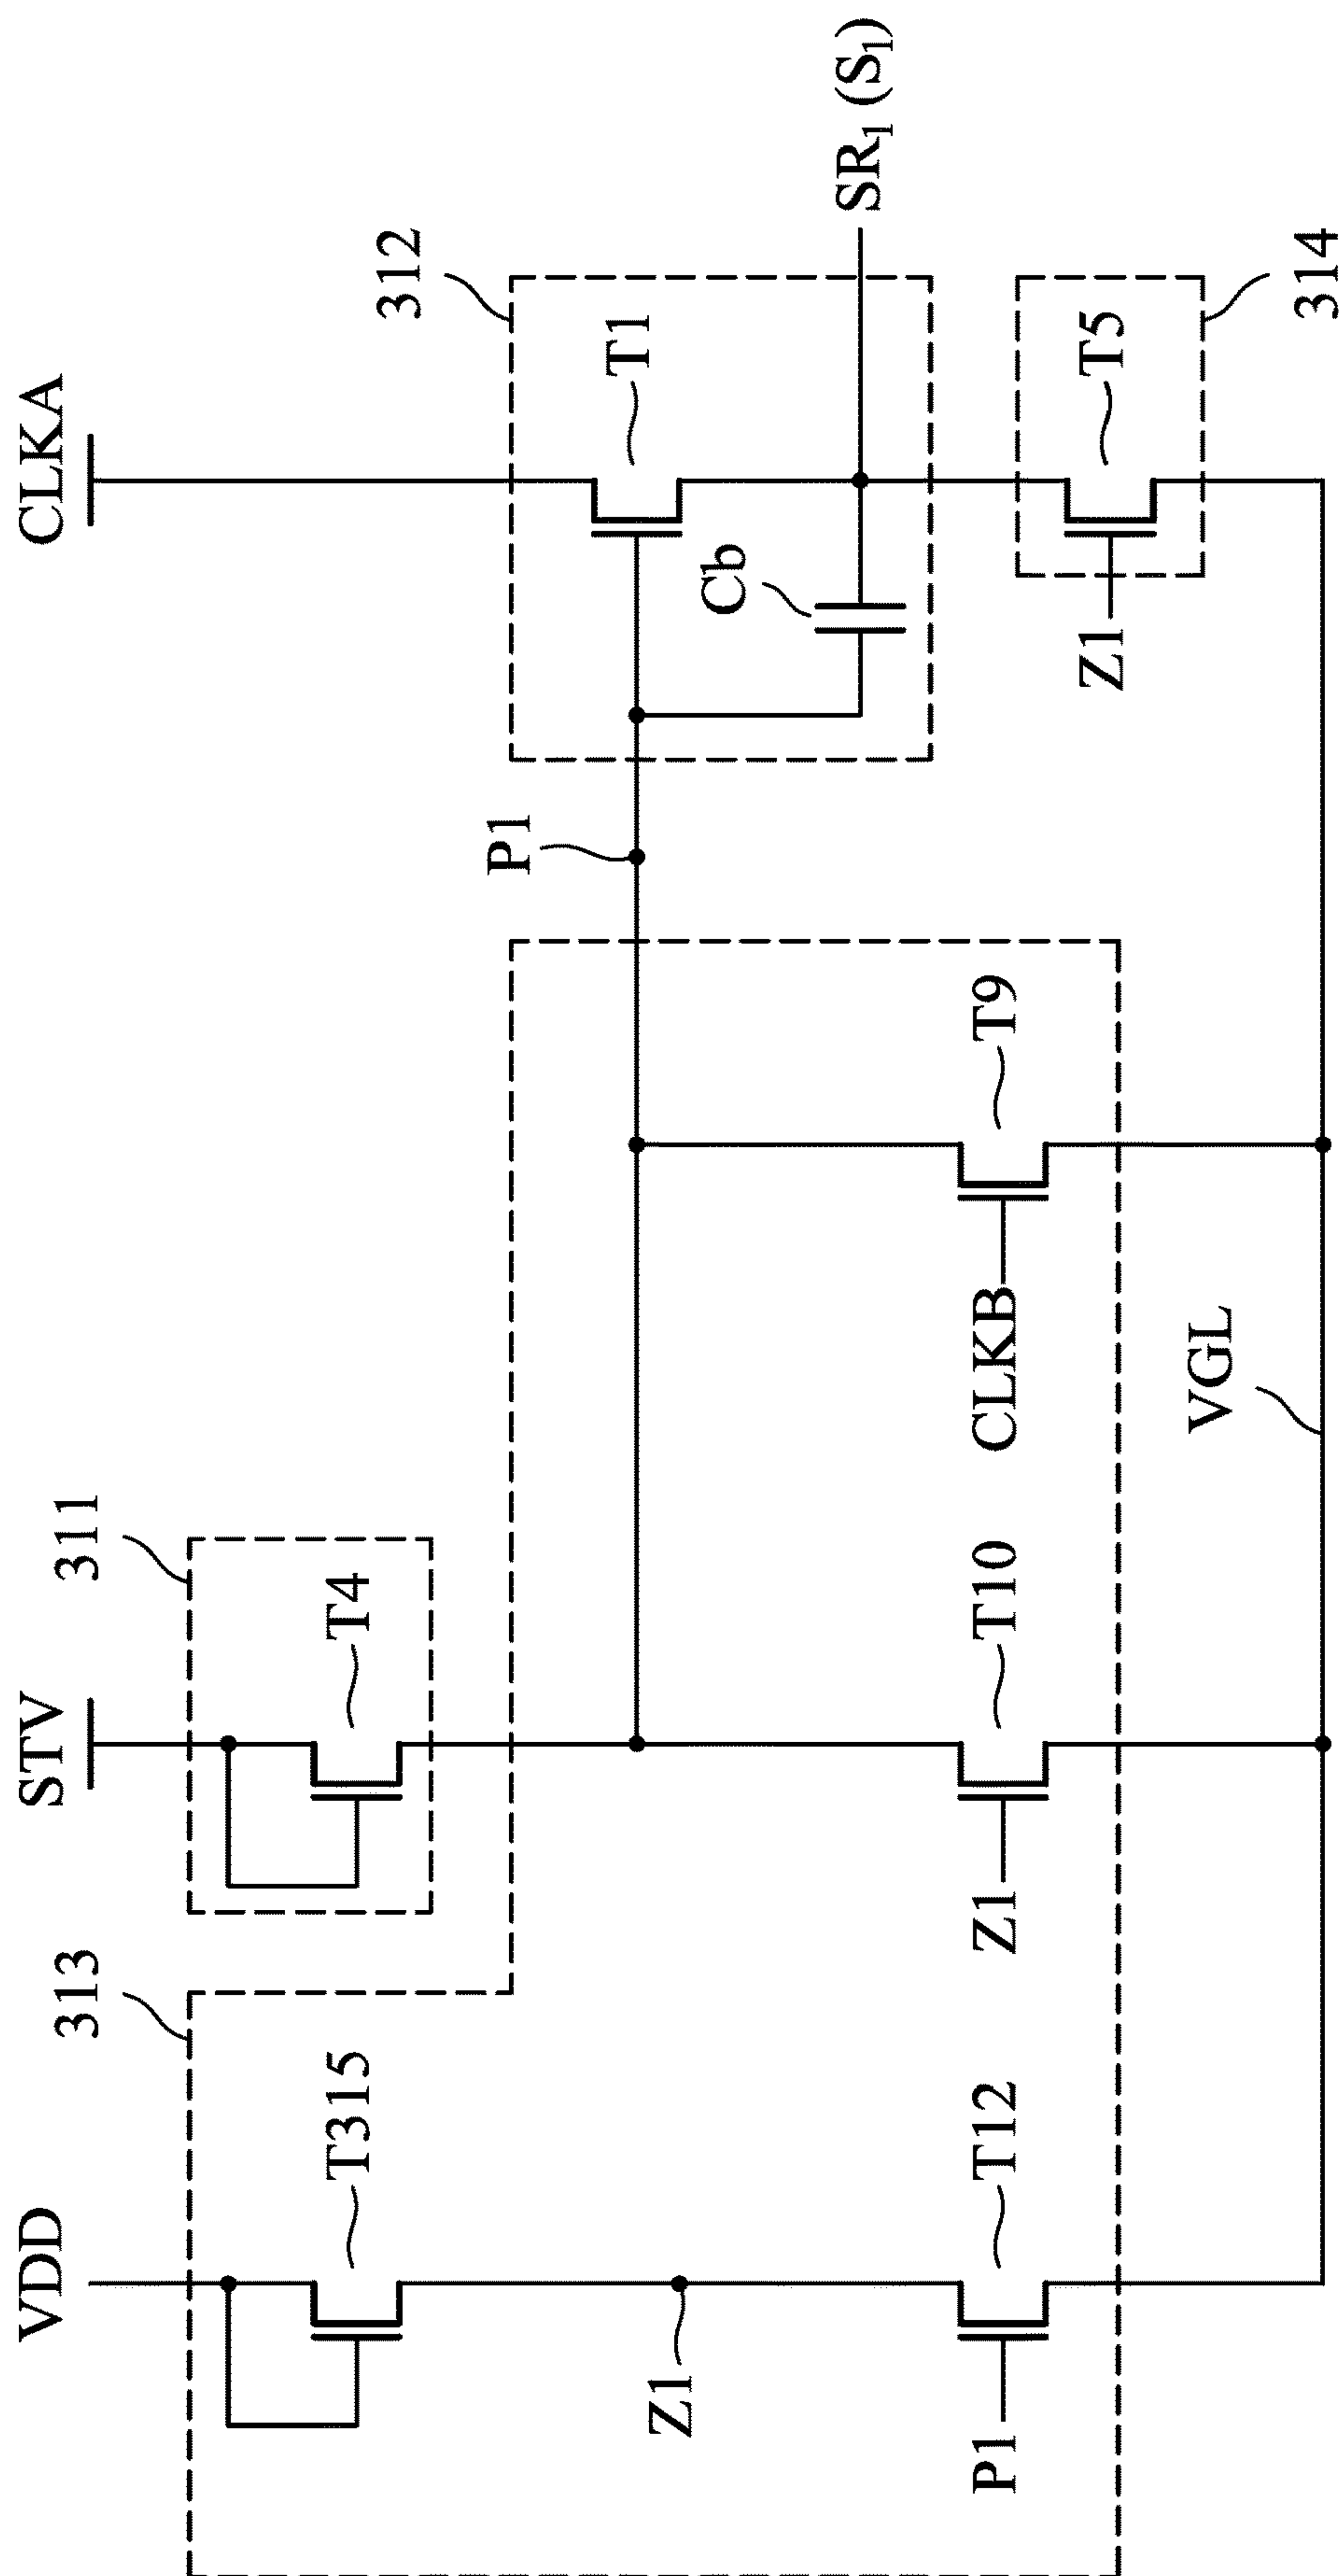 VDD
STV
CLKA
313
311
T315
T4
312
T1
P1
Cb
Z1
SR₁ (S₁)
P1
T12
Z1
T10
CLKB
T9
Z1
T5
VGL
314